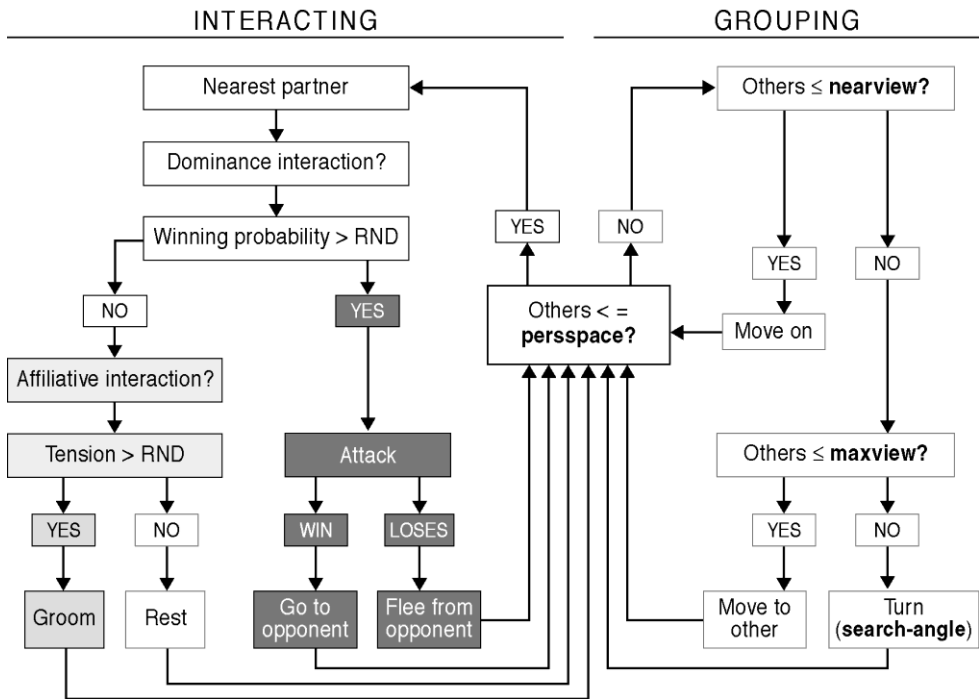 INTERACTING
GROUPING
Nearest partner
Dominance interaction?
Winning probability > RND
NO
YES
Affiliative interaction?
Tension > RND
Attack
YES
NO
WIN
LOSES
Groom
Rest
Go to
opponent
Flee from
opponent
YES
NO
Others < =
persspace?
Others ≤ nearview?
YES
NO
Move on
Others ≤ maxview?
YES
NO
Move to
other
Turn
(search-angle)